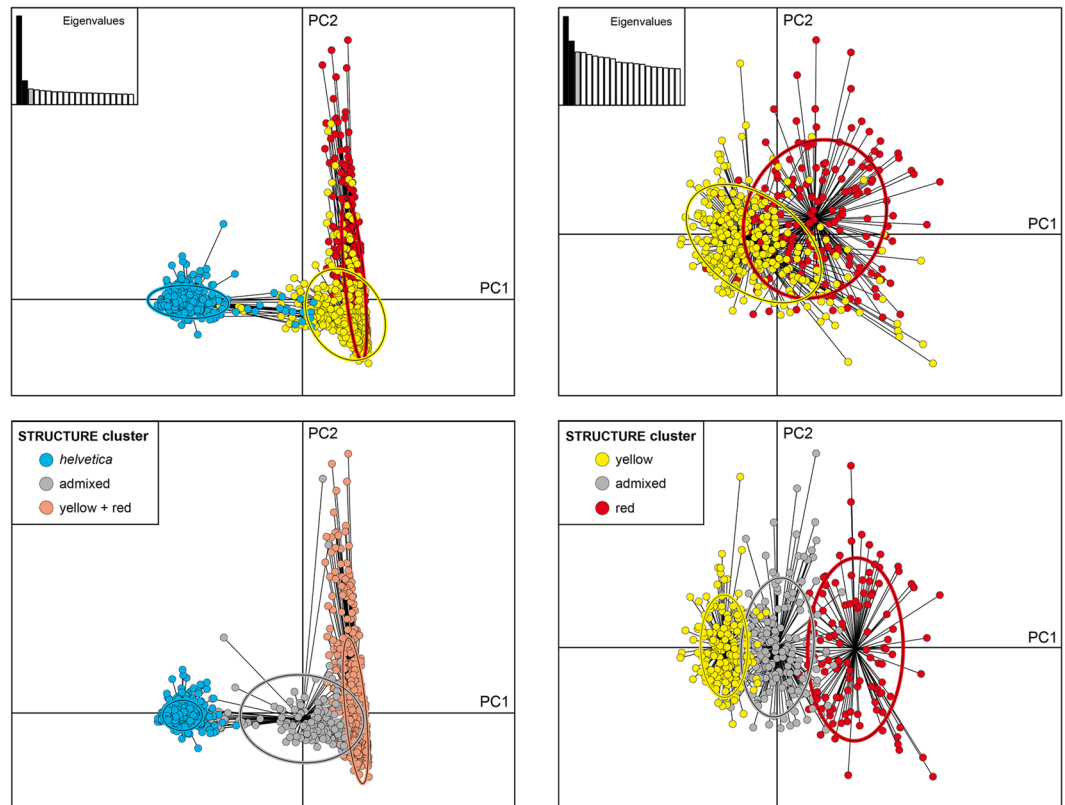 PC2
Eigenvalues
PC1
Eigenvalues
PC2
PC1
STRUCTURE cluster
helvetica
admixed
yellow + red
PC2
PC1
STRUCTURE cluster
yellow
admixed
red
PC2
PC1